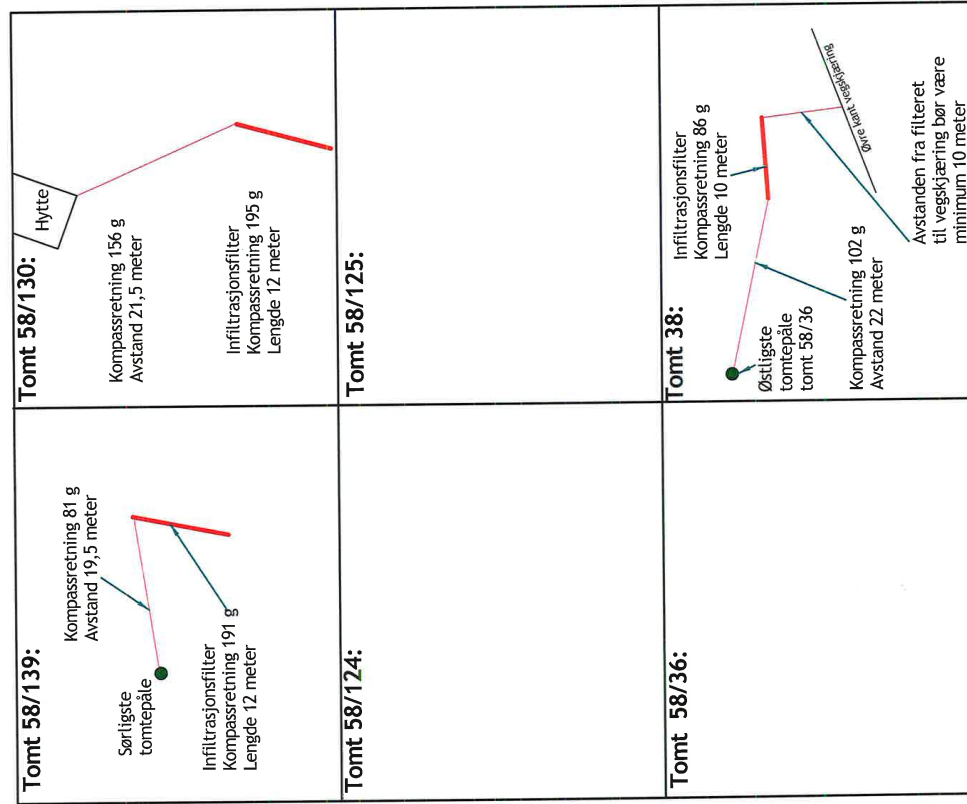 Tomt 58/139:
Kompassretning 81 g
Avstand 19,5 meter
Sørligste
tomtepåle
Infiltrasjonsfilter
Kompassretning 191 g
Lengde 12 meter
Tomt 58/130:
Hytte
Kompassretning 156 g
Avstand 21,5 meter
Infiltrasjonsfilter
Kompassretning 195 g
Lengde 12 meter
Tomt 58/124:
Tomt 58/125:
Tomt 58/36:
Tomt 38:
Infiltrasjonsfilter
Kompassretning 86 g
Lengde 10 meter
Østligste
tomtepåle
tomt 58/36
Kompassretning 102 g
Avstand 22 meter
Øvre kant vegskjæring
Avstanden fra filteret
til vegskjæring bør være
minimum 10 meter